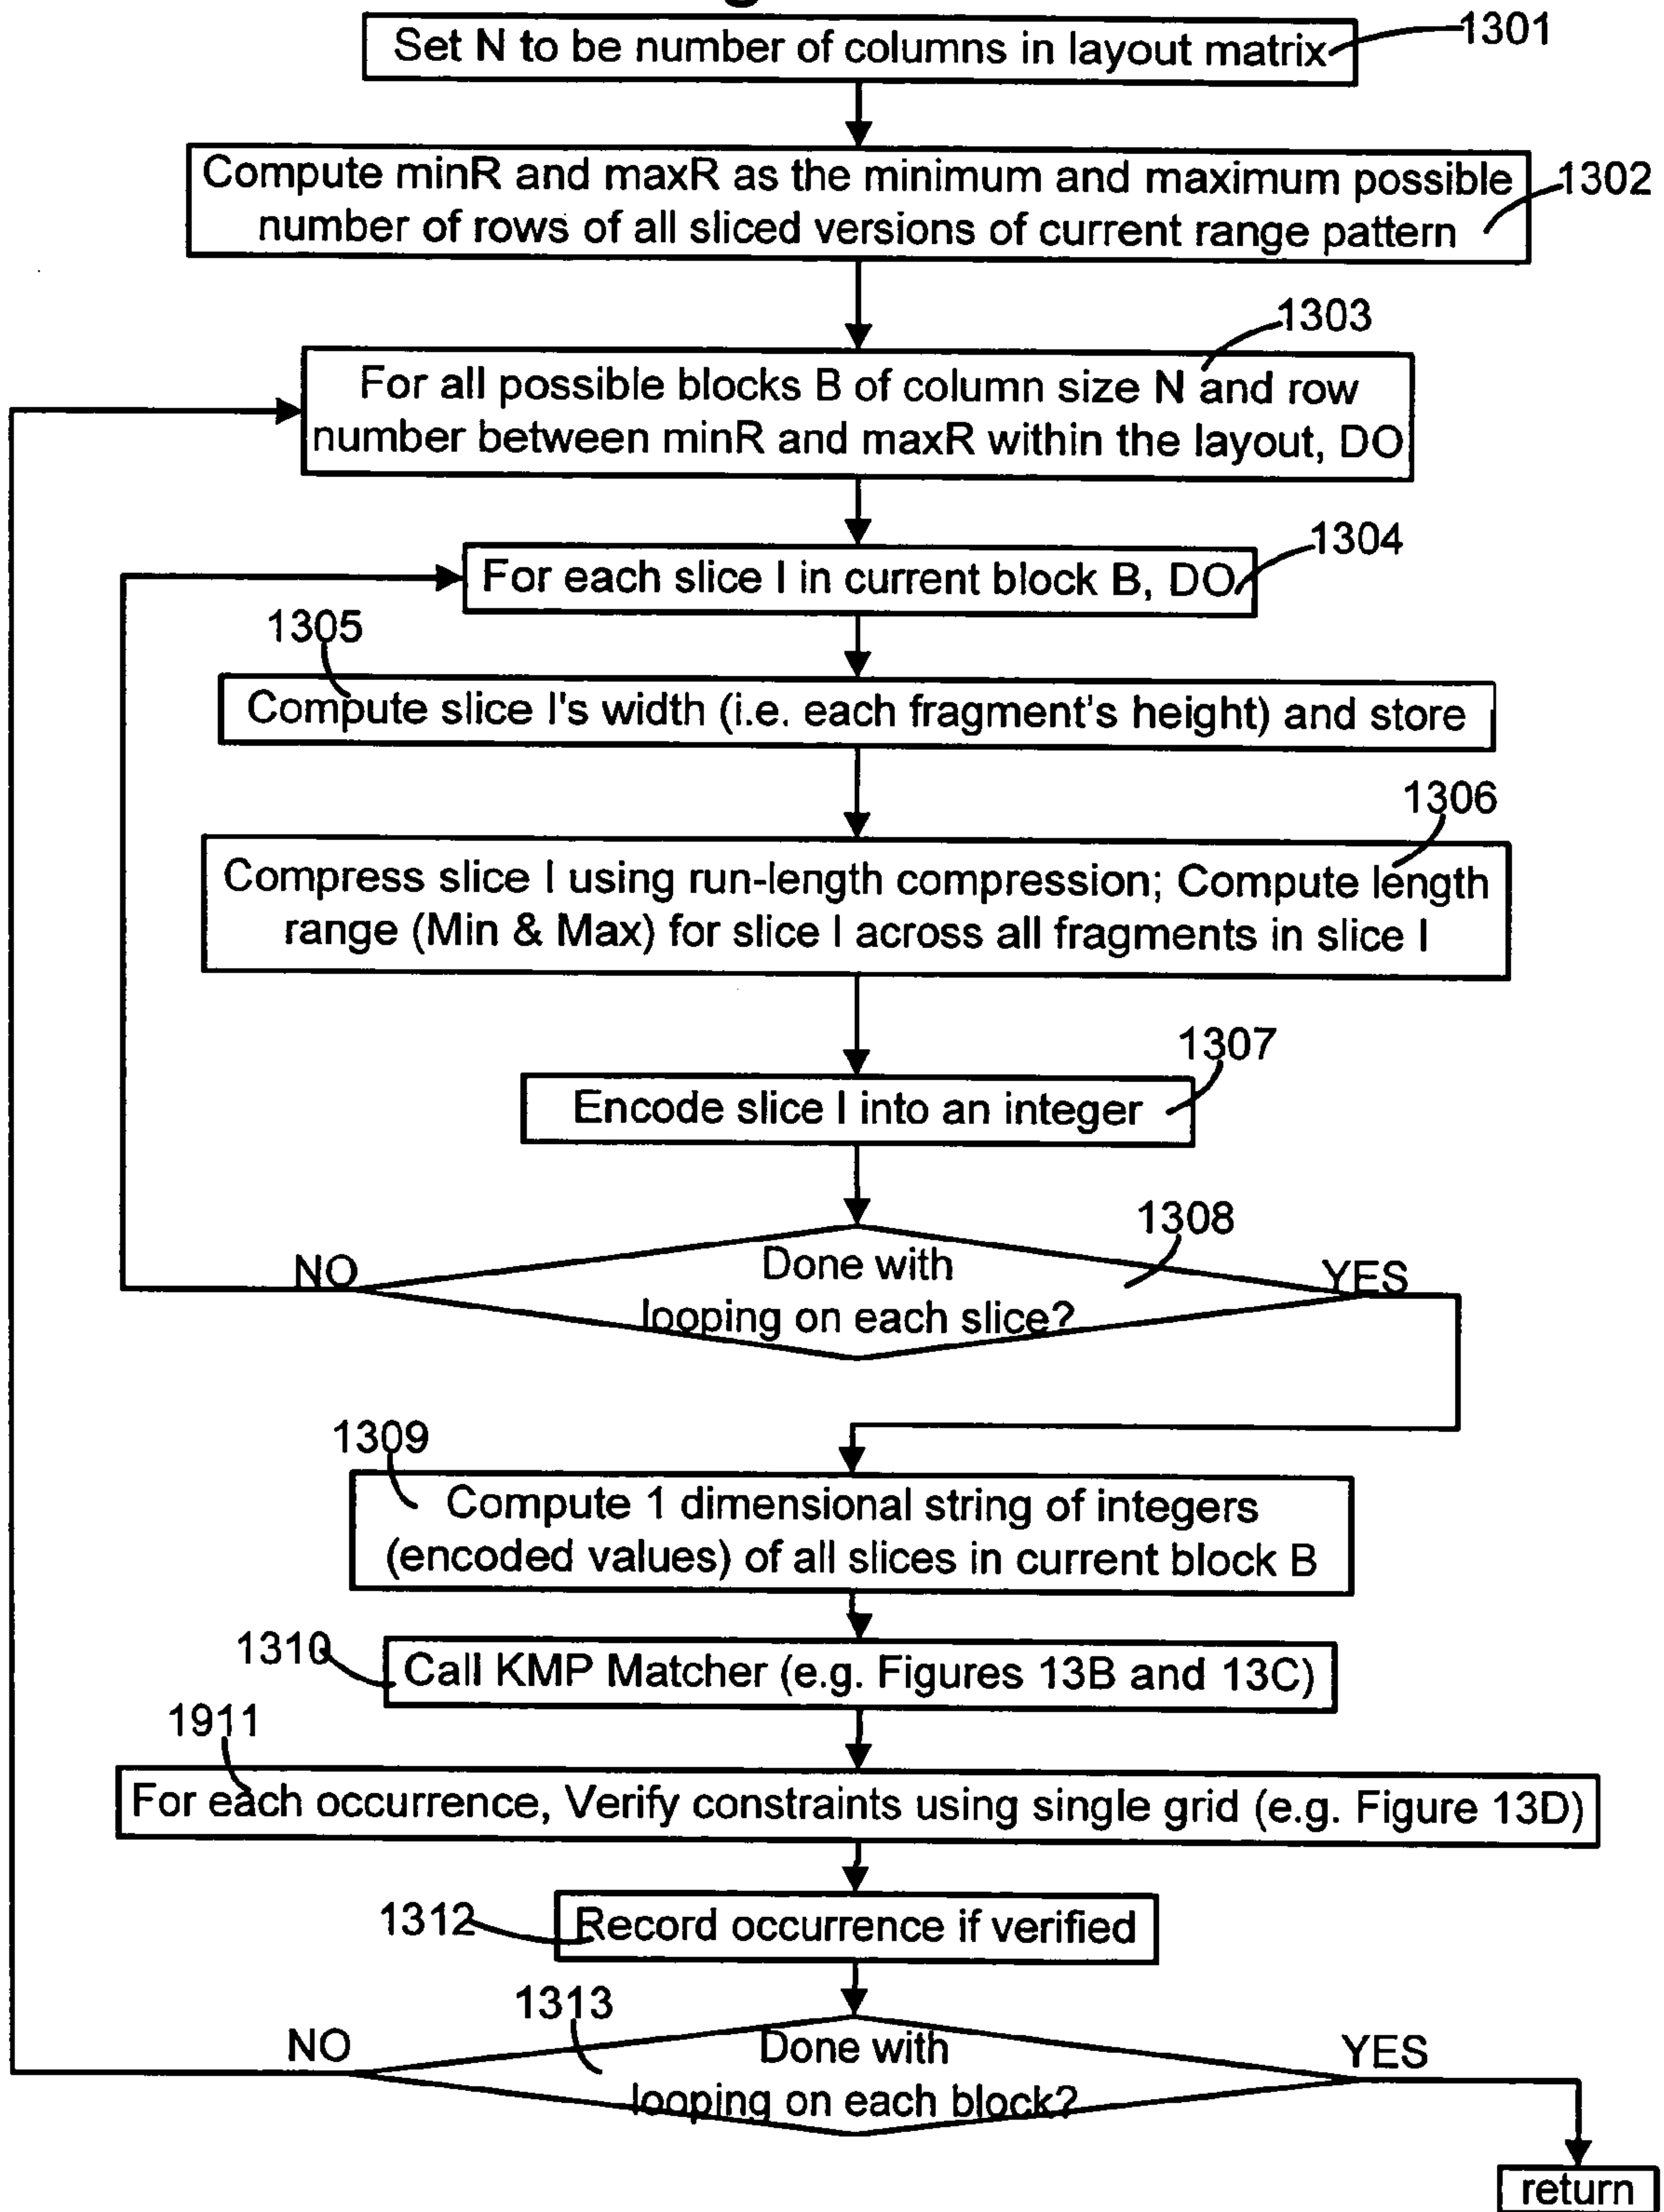 Set N to be number of columns in layout matrix
1301
Compute minR and maxR as the minimum and maximum possible
number of rows of all sliced versions of current range pattern
1302
1303
For all possible blocks B of column size N and row
number between minR and maxR within the layout, DO
1304
For each slice I in current block B, DO
1305
Compute slice I's width (i.e. each fragment's height) and store
1306
Compress slice I using run-length compression; Compute length
range (Min & Max) for slice I across all fragments in slice I
1307
Encode slice I into an integer
1308
NO
Done with
looping on each slice?
YES
1309
Compute 1 dimensional string of integers
(encoded values) of all slices in current block B
1310
Call KMP Matcher (e.g. Figures 13B and 13C)
1911
For each occurrence, Verify constraints using single grid (e.g. Figure 13D)
1312
Record occurrence if verified
1313
NO
Done with
looping on each block?
YES
return